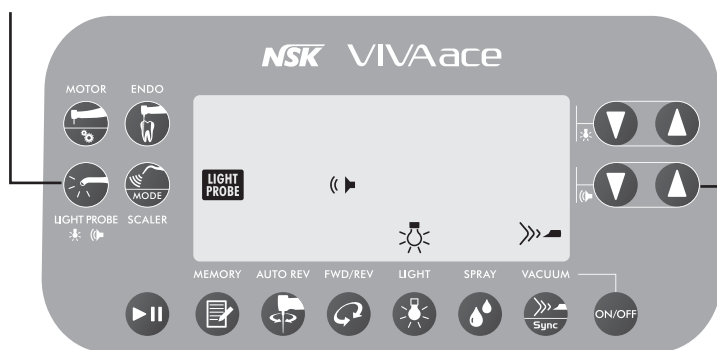 NSK VIVAace
MOTOR ENDO
MODE
LIGHT PROBE SCALER
LIGHT
PROBE
MEMORY AUTO REV FWD/REV LIGHT SPRAY VACUUM
Sync
ON/OFF